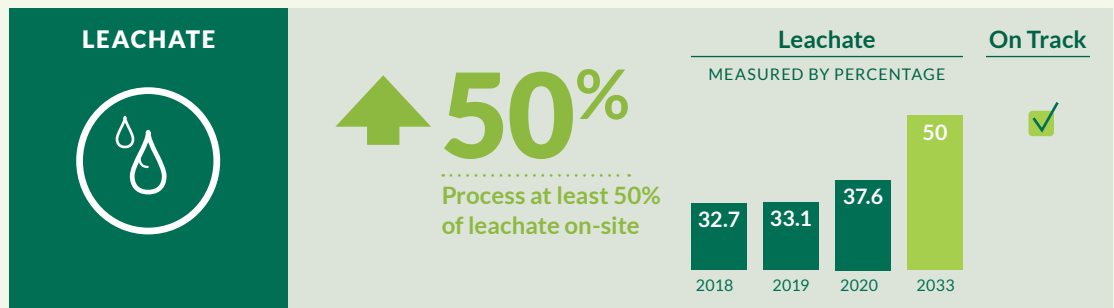 LEACHATE
50%
Process at least 50%
of leachate on-site
Leachate
MEASURED BY PERCENTAGE
32.7
33.1
37.6
50
2018
2019
2020
2033
On Track